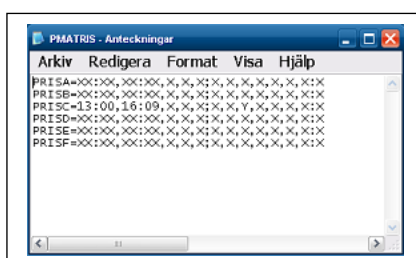 PMATRIS - Anteckningar
Arkiv Redigera Format Visa Hjälp
PRISA=XX:XX,XX:XX,X,X,X;X,X,X,X,X,X:X
PRISB=XX:XX,XX:XX,X,X,X;X,X,X,X,X,X:X
PRISC=13:00,16:09,X,X,X;X,X,Y,X,X,X:X
PRISD=XX:XX,XX:XX,X,X,X;X,X,X,X,X,X:X
PRISE=XX:XX,XX:XX,X,X,X;X,X,X,X,X,X:X
PRISF=XX:XX,XX:XX,X,X,X;X,X,X,X,X,X:X